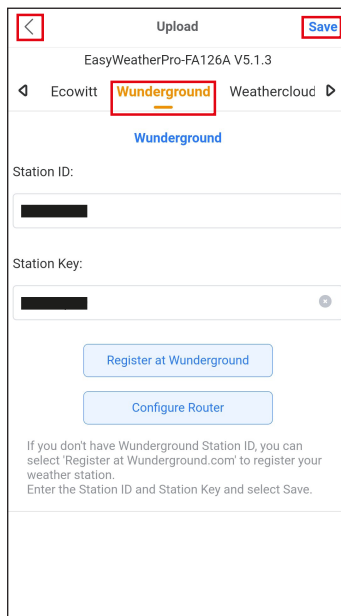 Upload
Save
EasyWeatherPro-FA126A V5.1.3
Ecowitt Wunderground Weathercloud
Wunderground
Station ID:
Station Key:
Register at Wunderground
Configure Router
If you don't have Wunderground Station ID, you can
select 'Register at Wunderground.com' to register your
weather station.
Enter the Station ID and Station Key and select Save.